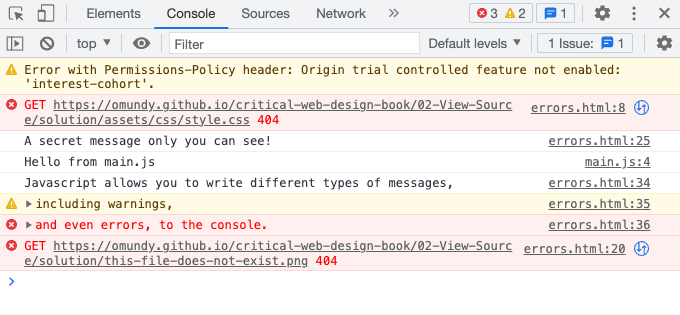 Elements Console Sources Network » 3 2 1
top Filter Default levels 1 Issue: 1
Error with Permissions-Policy header: Origin trial controlled feature not enabled:
'interest-cohort'.
GET https://omundy.github.io/critical-web-design-book/02-View-Sourc errors.html:8
e/solution/assets/css/style.css 404
A secret message only you can see! errors.html:25
Hello from main.js main.js:4
Javascript allows you to write different types of messages, errors.html:34
including warnings, errors.html:35
and even errors, to the console. errors.html:36
GET https://omundy.github.io/critical-web-design-book/02-View-Sourc errors.html:20
e/solution/this-file-does-not-exist.png 404